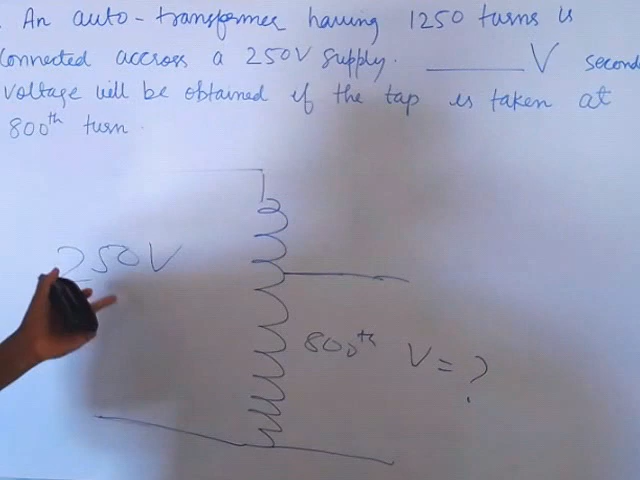 . An auto-transformer having 1250 turns is
connected accross a 250V supply. ______ V second
voltage will be obtained if the tap is taken at
800th turn.
250V
800th V = ?